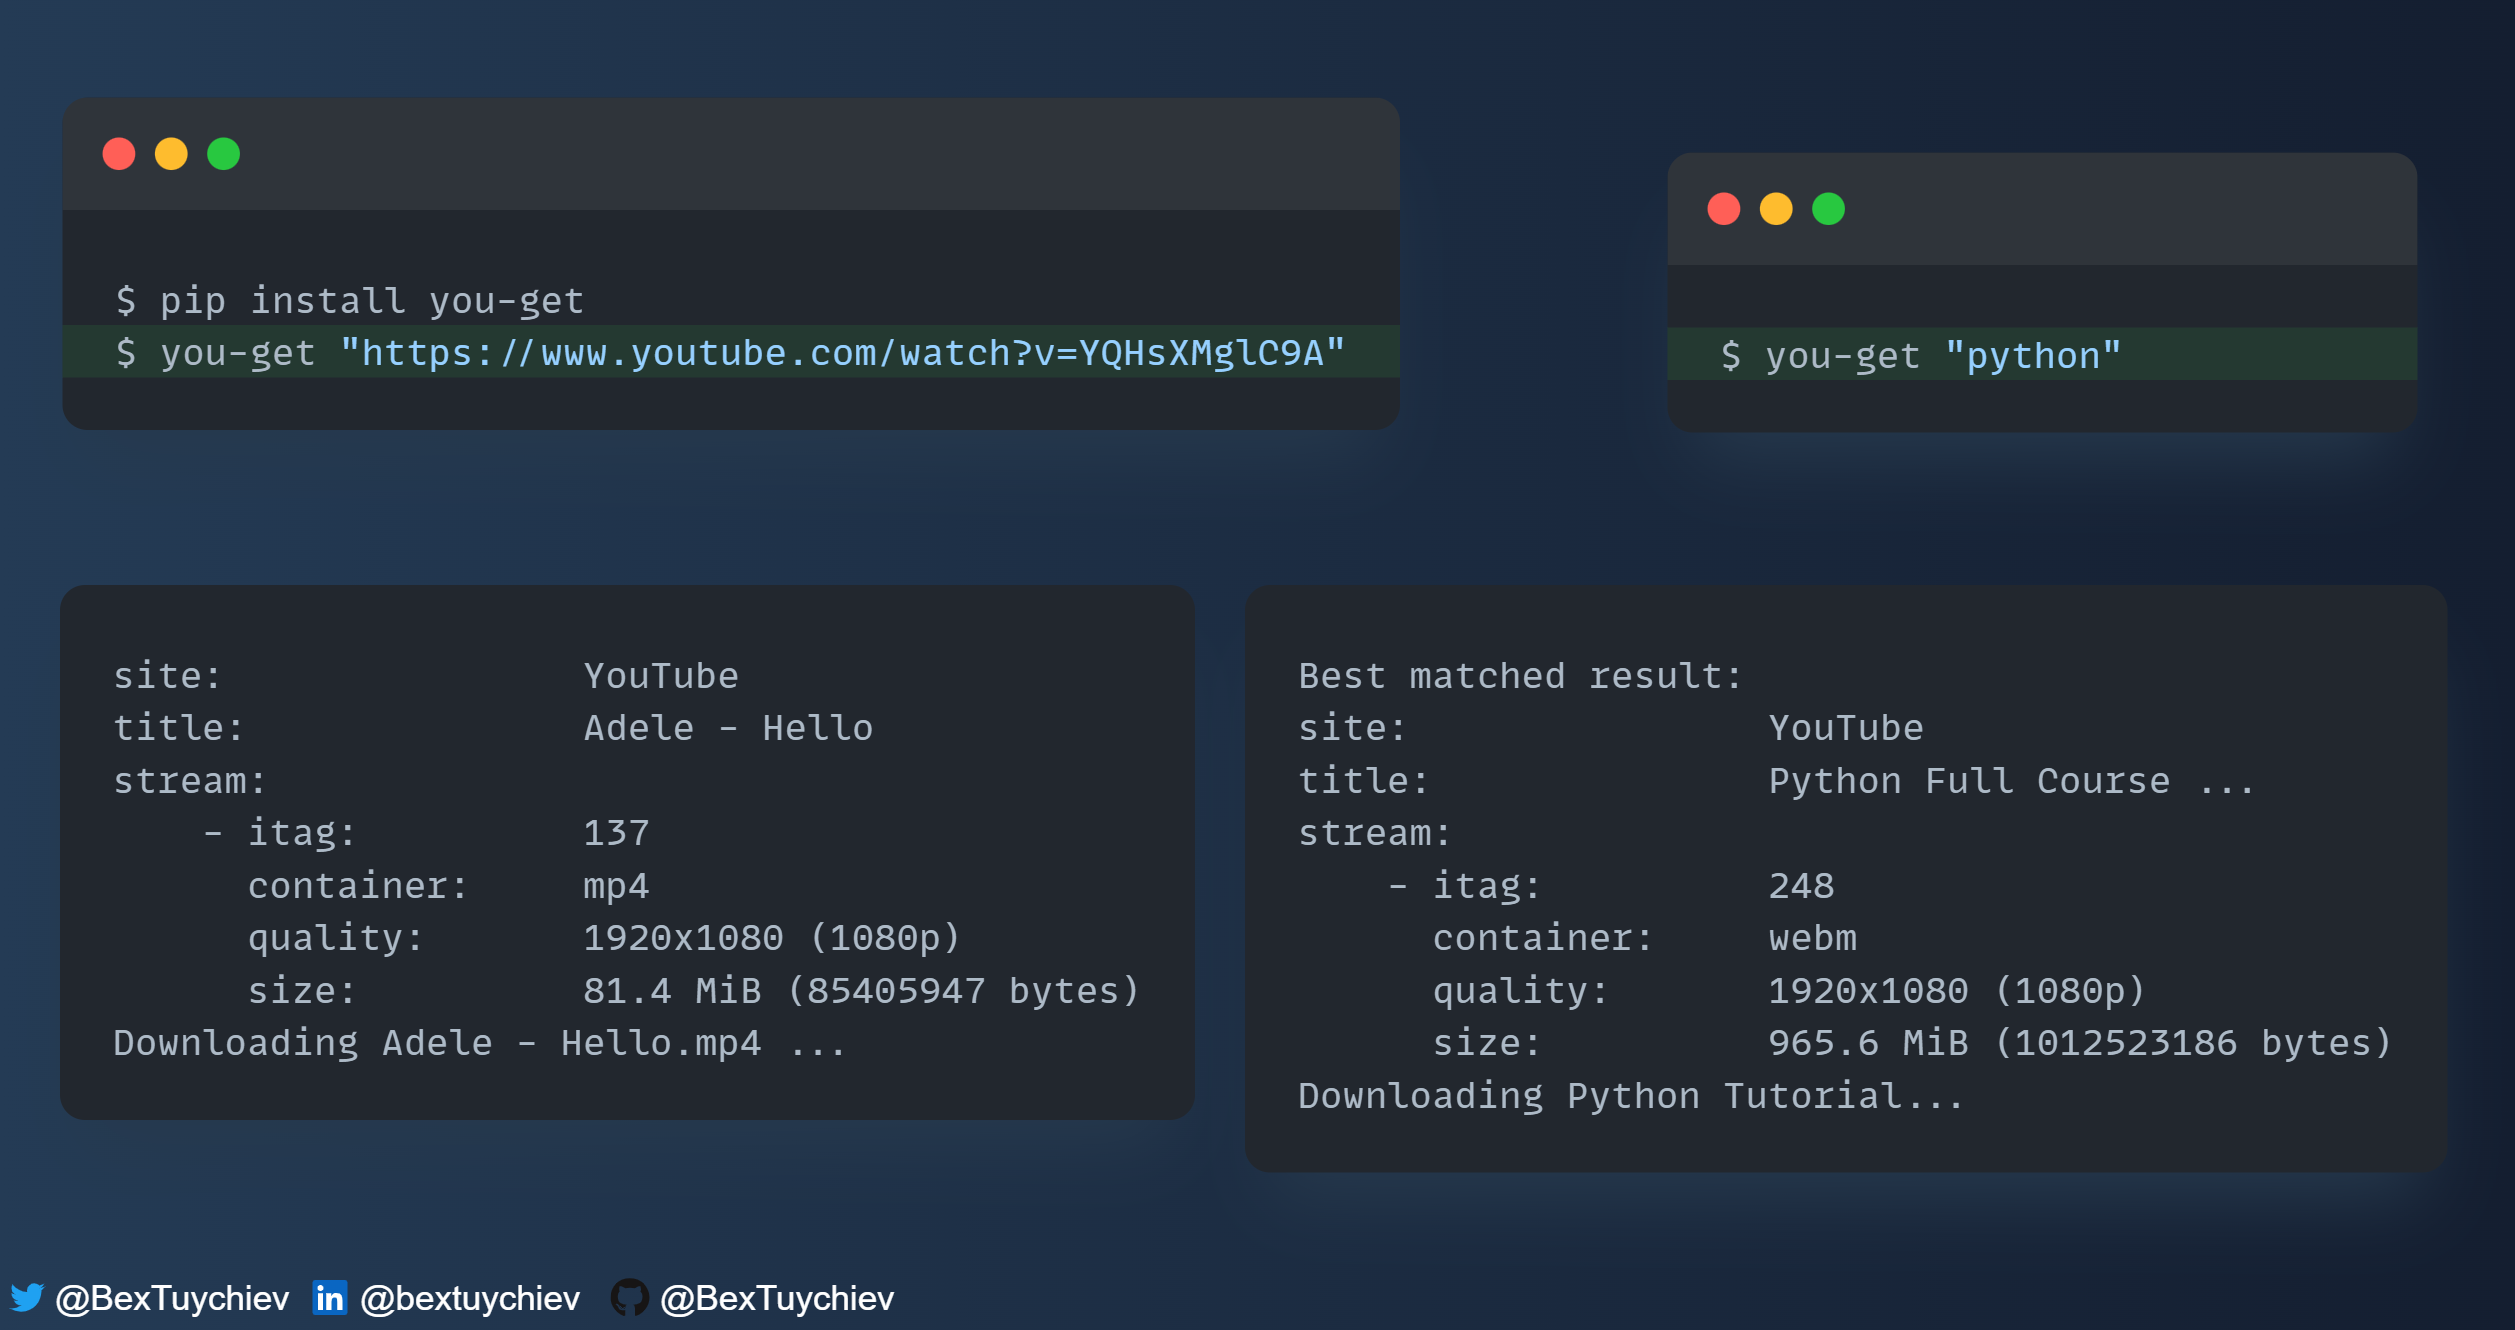 $ pip install you-get
$ you-get "https://www.youtube.com/watch?v=YQHsXMglC9A"
$ you-get "python"
site: YouTube
title: Adele - Hello
stream:
- itag: 137
container: mp4
quality: 1920x1080 (1080p)
size: 81.4 MiB (85405947 bytes)
Downloading Adele - Hello.mp4 ...
Best matched result:
site: YouTube
title: Python Full Course ...
stream:
- itag: 248
container: webm
quality: 1920x1080 (1080p)
size: 965.6 MiB (1012523186 bytes)
Downloading Python Tutorial...
@BexTuychiev in @bextuychiev @BexTuychiev